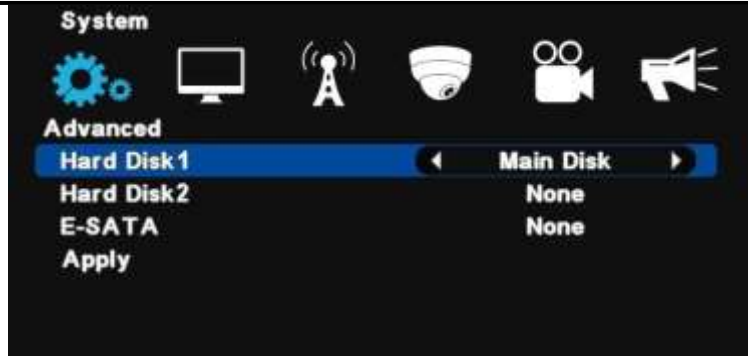 System
Advanced
Hard Disk1 Main Disk
Hard Disk2 None
E-SATA None
Apply